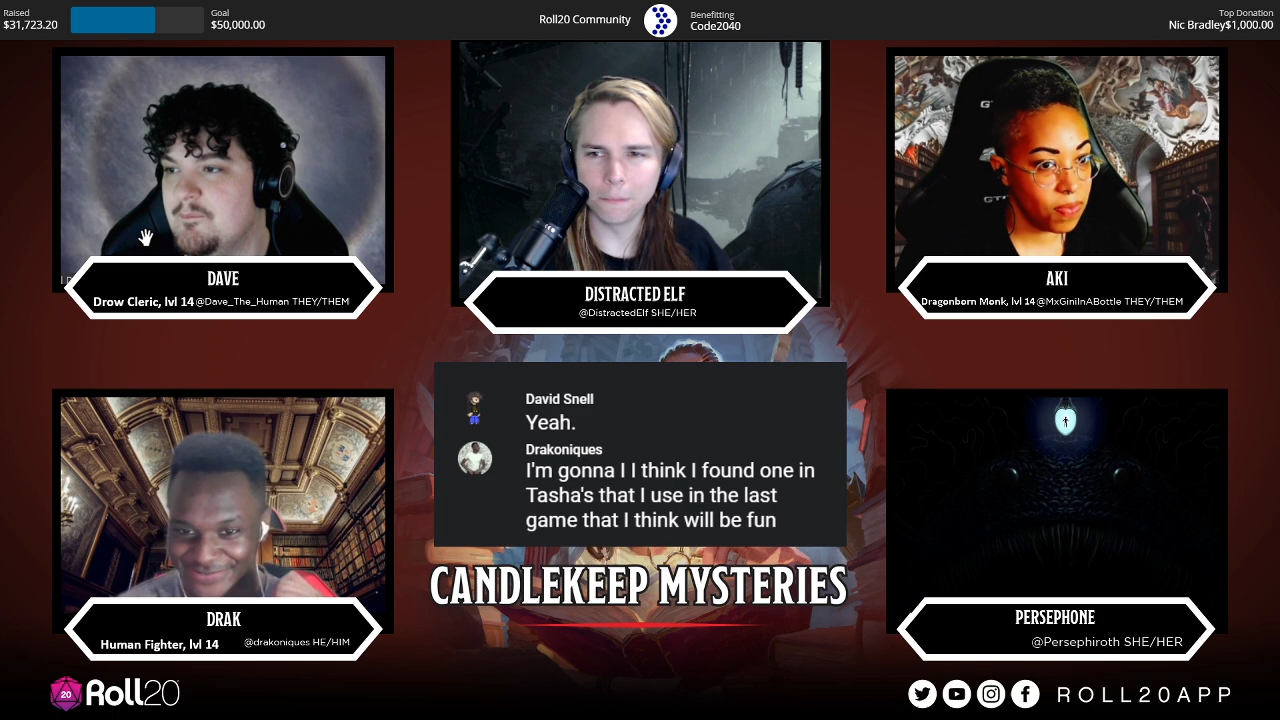 Raised
$31,723.20
Goal
$50,000.00
Roll20 Community
Benefitting
Code2040
Top Donation
Nic Bradley$1,000.00
DAVE
Drow Cleric, lvl 14 @Dave_The_Human THEY/THEM
DISTRACTED ELF
@DistractedElf SHE/HER
AKI
Dragonborn Monk, lvl 14 @MxGiniInABottle THEY/THEM
David Snell
Yeah.
Drakoniques
I'm gonna I I think I found one in
Tasha's that I use in the last
game that I think will be fun
CANDLEKEEP MYSTERIES
DRAK
Human Fighter, lvl 14 @drakoniques HE/HIM
PERSEPHONE
@Persephiroth SHE/HER
20
Roll20
ROLL20APP